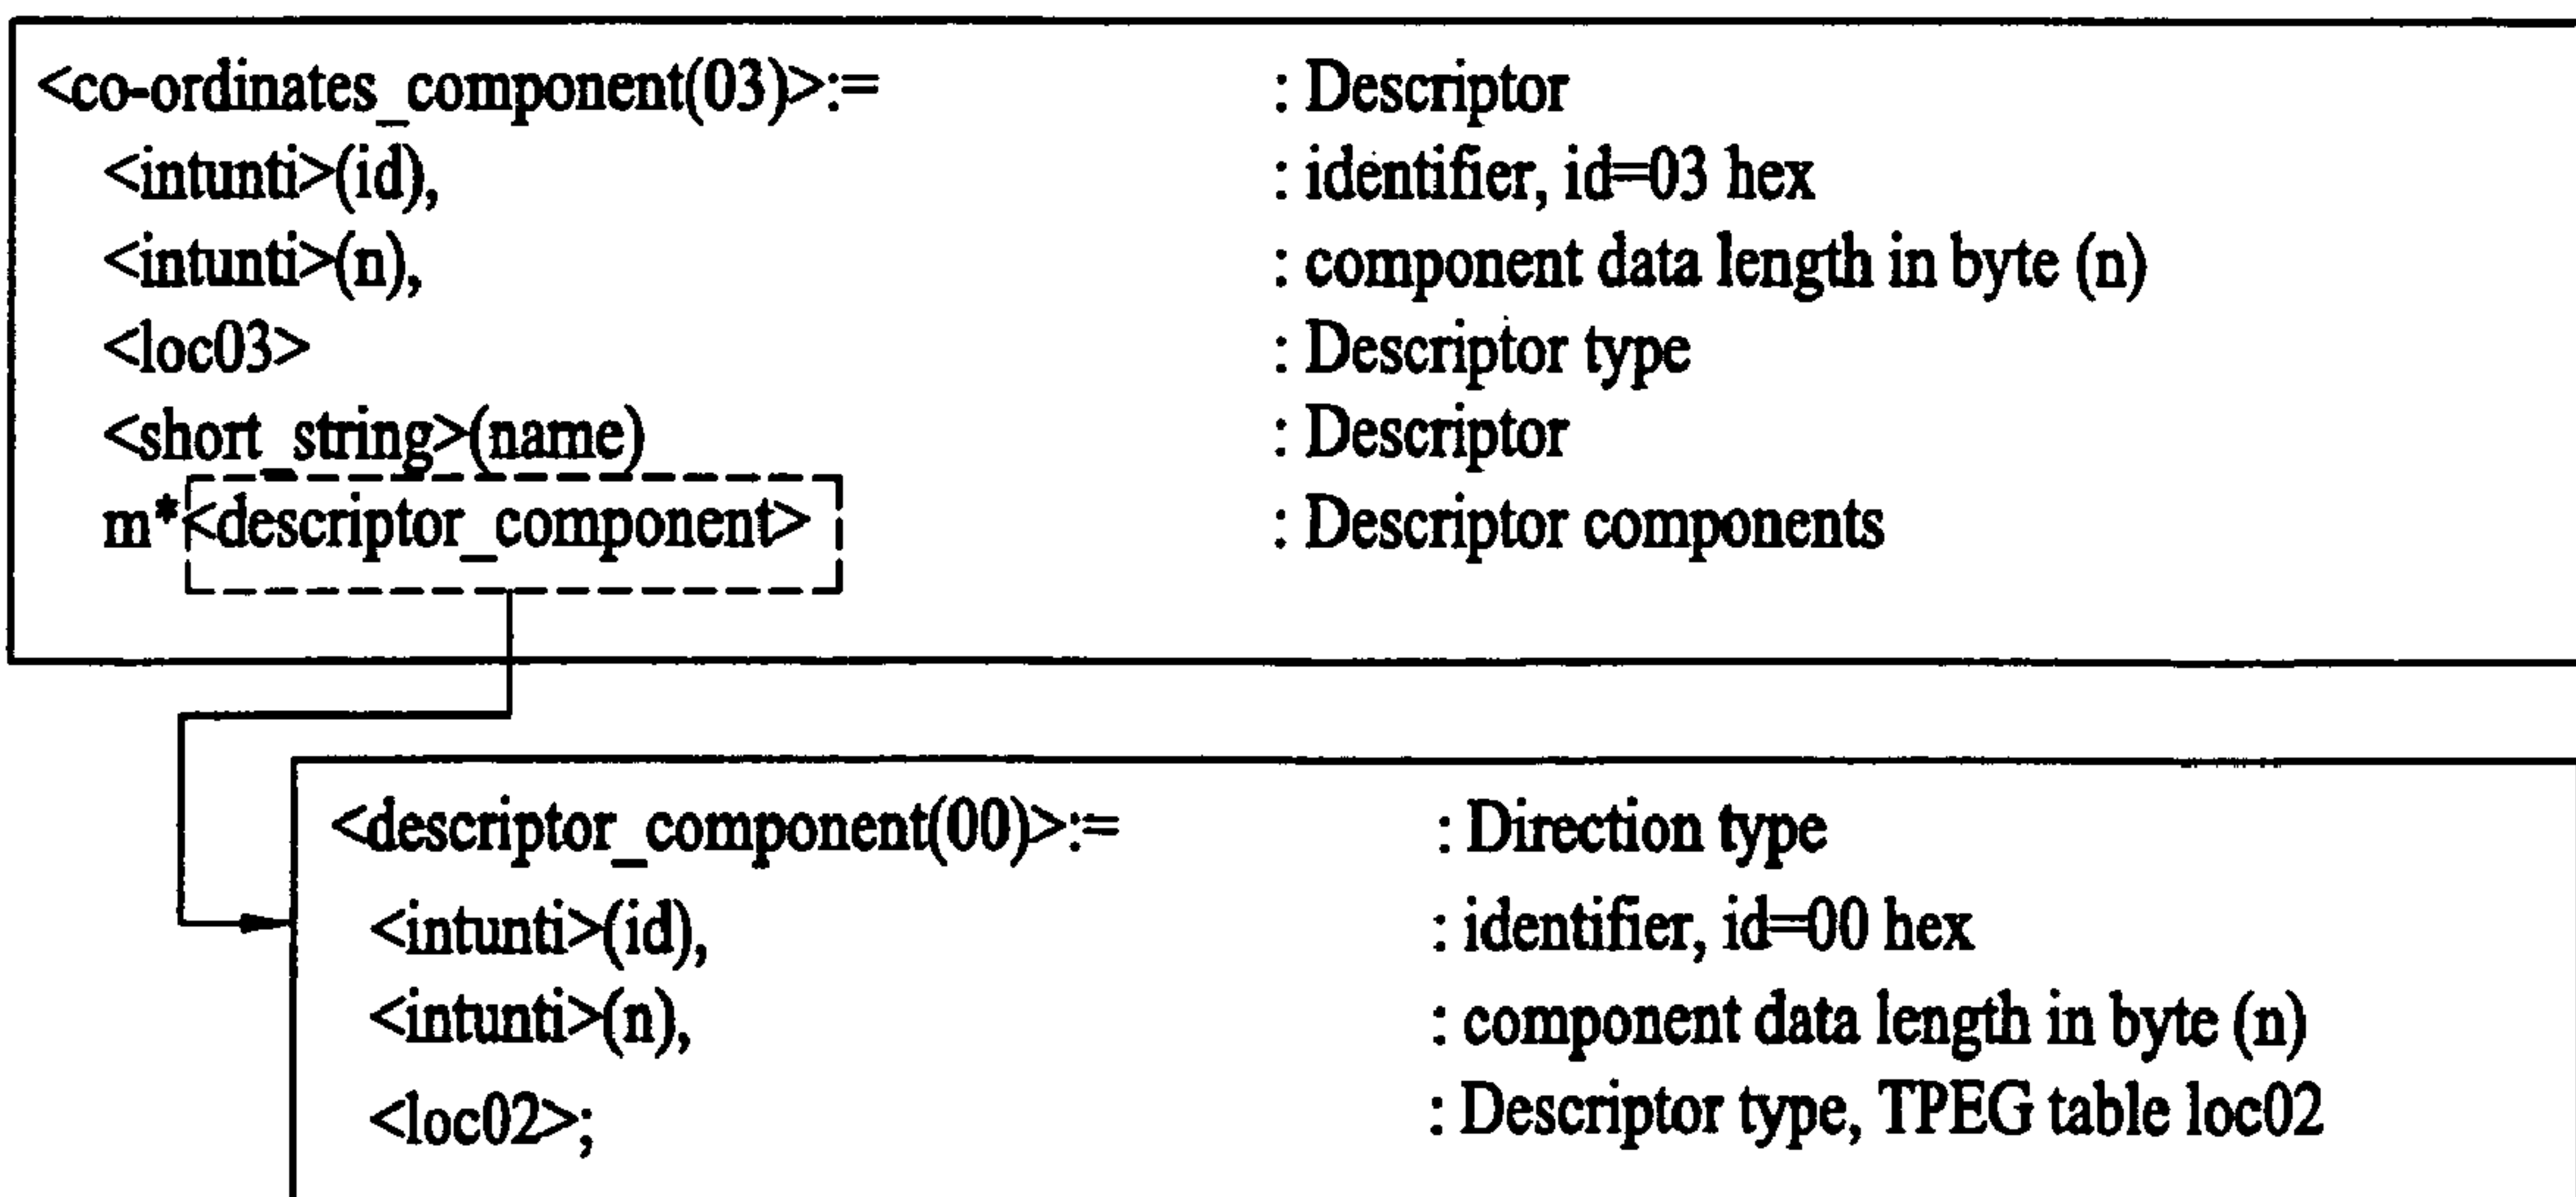 <co-ordinates_component(03)>:= : Descriptor
<intunti>(id), : identifier, id=03 hex
<intunti>(n), : component data length in byte (n)
<loc03> : Descriptor type
<short_string>(name) : Descriptor
m*<descriptor_component> : Descriptor components
<descriptor_component(00)>:= : Direction type
<intunti>(id), : identifier, id=00 hex
<intunti>(n), : component data length in byte (n)
<loc02>; : Descriptor type, TPEG table loc02